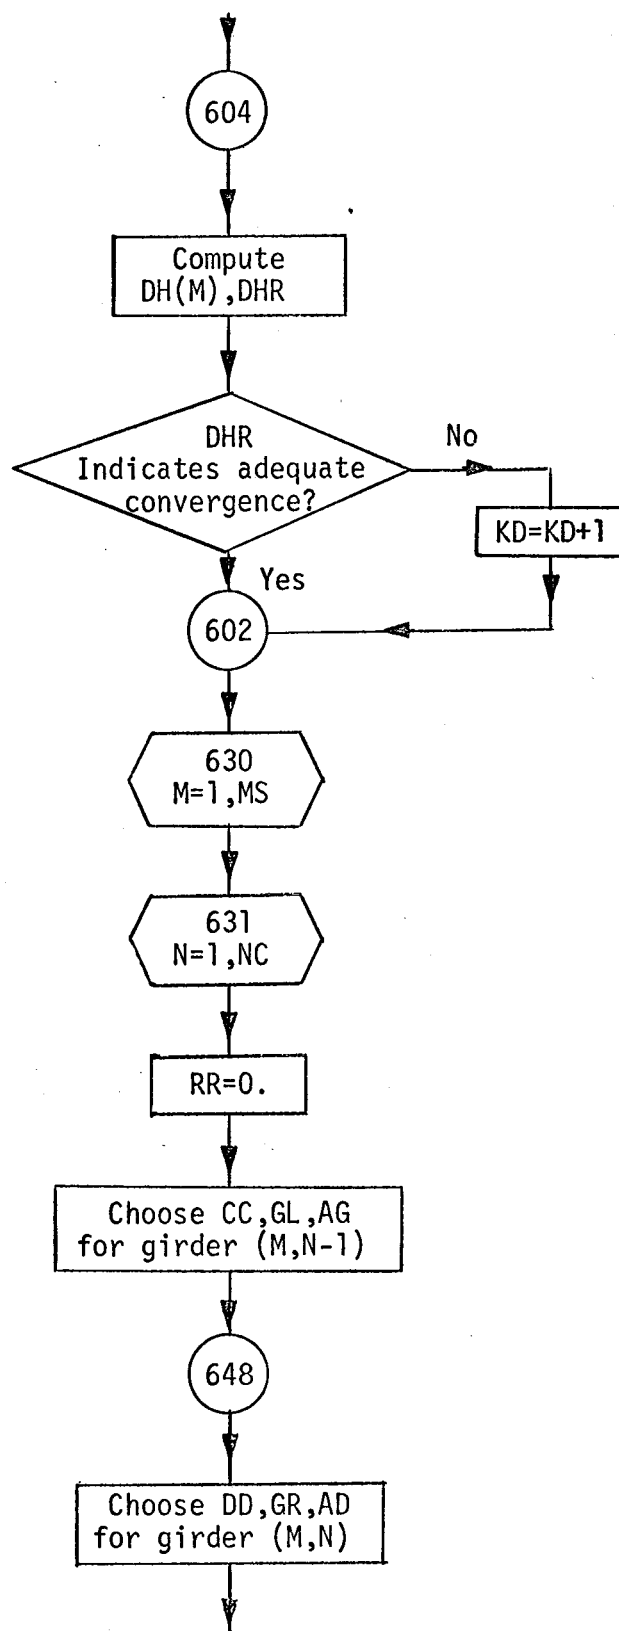 604
Compute
DH(M),DHR
DHR
Indicates adequate
convergence?
No
KD=KD+1
Yes
602
630
M=1,MS
631
N=1,NC
RR=0.
Choose CC,GL,AG
for girder (M,N-1)
648
Choose DD,GR,AD
for girder (M,N)